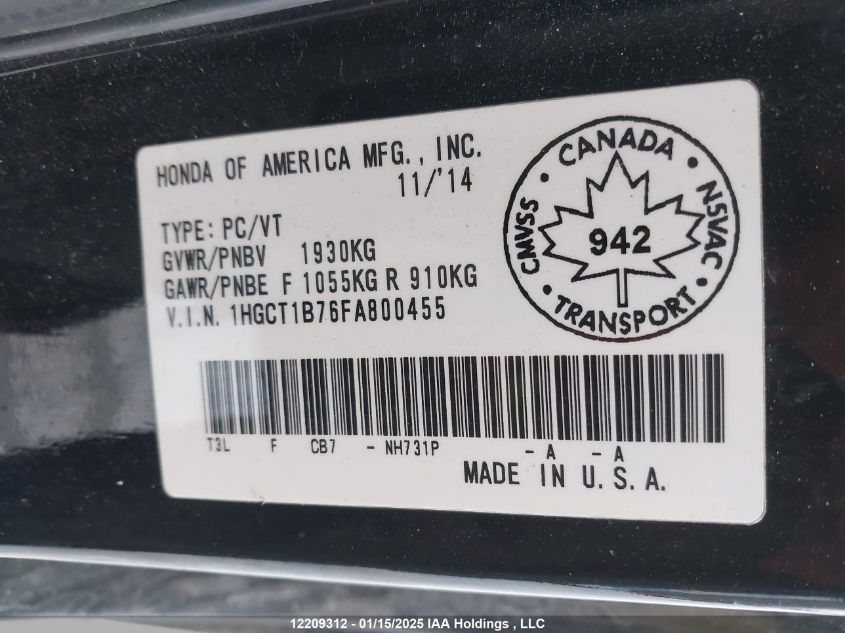 HONDA OF AMERICA MFG., INC.
11/'14
TYPE: PC/VT
GVWR/PNBV 1930KG
GAWR/PNBE F 1055KG R 910KG
V.I.N. 1HGCT1B76FA800455
CANADA
CMVSS
942
NSVAC
TRANSPORT
T3L F CB7 - NH731P - A - A
MADE IN U.S.A.
12209312 - 01/15/2025 IAA Holdings , LLC